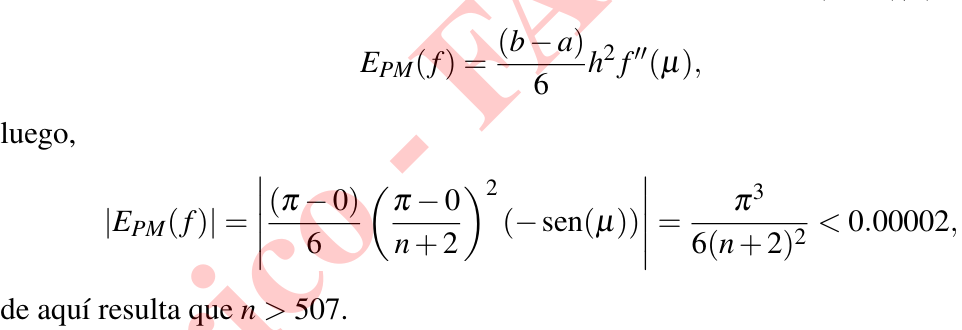 E_{PM}(f) = \frac{(b-a)}{6} h^2 f''(\mu),
luego,
|E_{PM}(f)| = \left| \frac{(\pi-0)}{6} \left( \frac{\pi-0}{n+2} \right)^2 (-\operatorname{sen}(\mu)) \right| = \frac{\pi^3}{6(n+2)^2} < 0.00002,
de aquí resulta que n > 507.